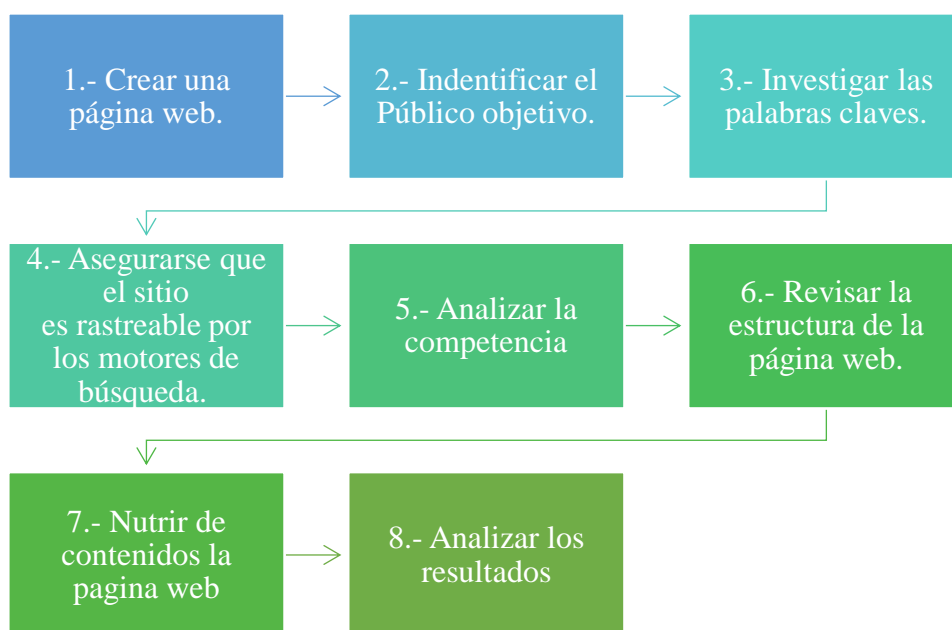 1.- Crear una
página web.
2.- Indentificar el
Público objetivo.
3.- Investigar las
palabras claves.
4.- Asegurarse que
el sitio
es rastreable por
los motores de
búsqueda.
5.- Analizar la
competencia
6.- Revisar la
estructura de la
página web.
7.- Nutrir de
contenidos la
pagina web
8.- Analizar los
resultados